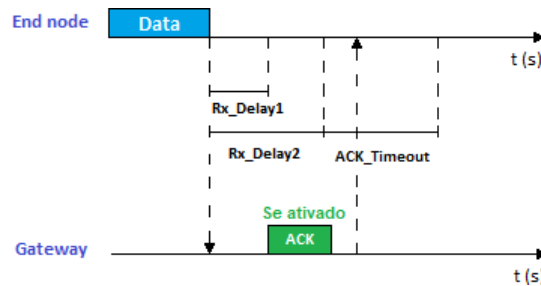 End node
Data
t (s)
Rx_Delay1
Rx_Delay2
ACK_Timeout
Se ativado
ACK
Gateway
t (s)